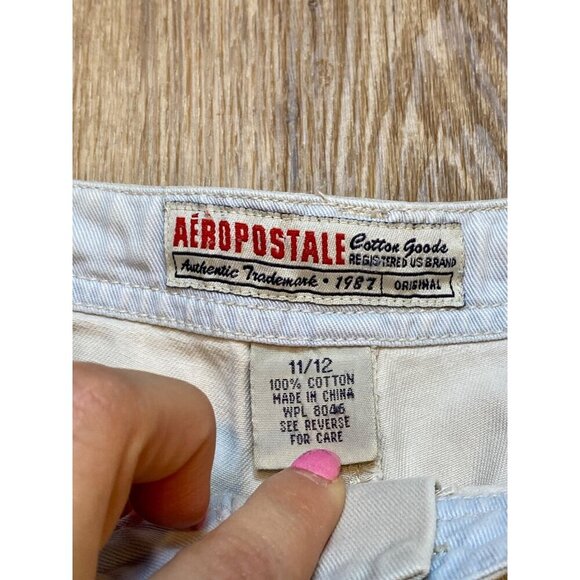 AÉROPOSTALE Cotton Goods
REGISTERED US BRAND
Authentic Trademark • 1987 ORIGINAL
11/12
100% COTTON
MADE IN CHINA
WPL 8046
SEE REVERSE
FOR CARE